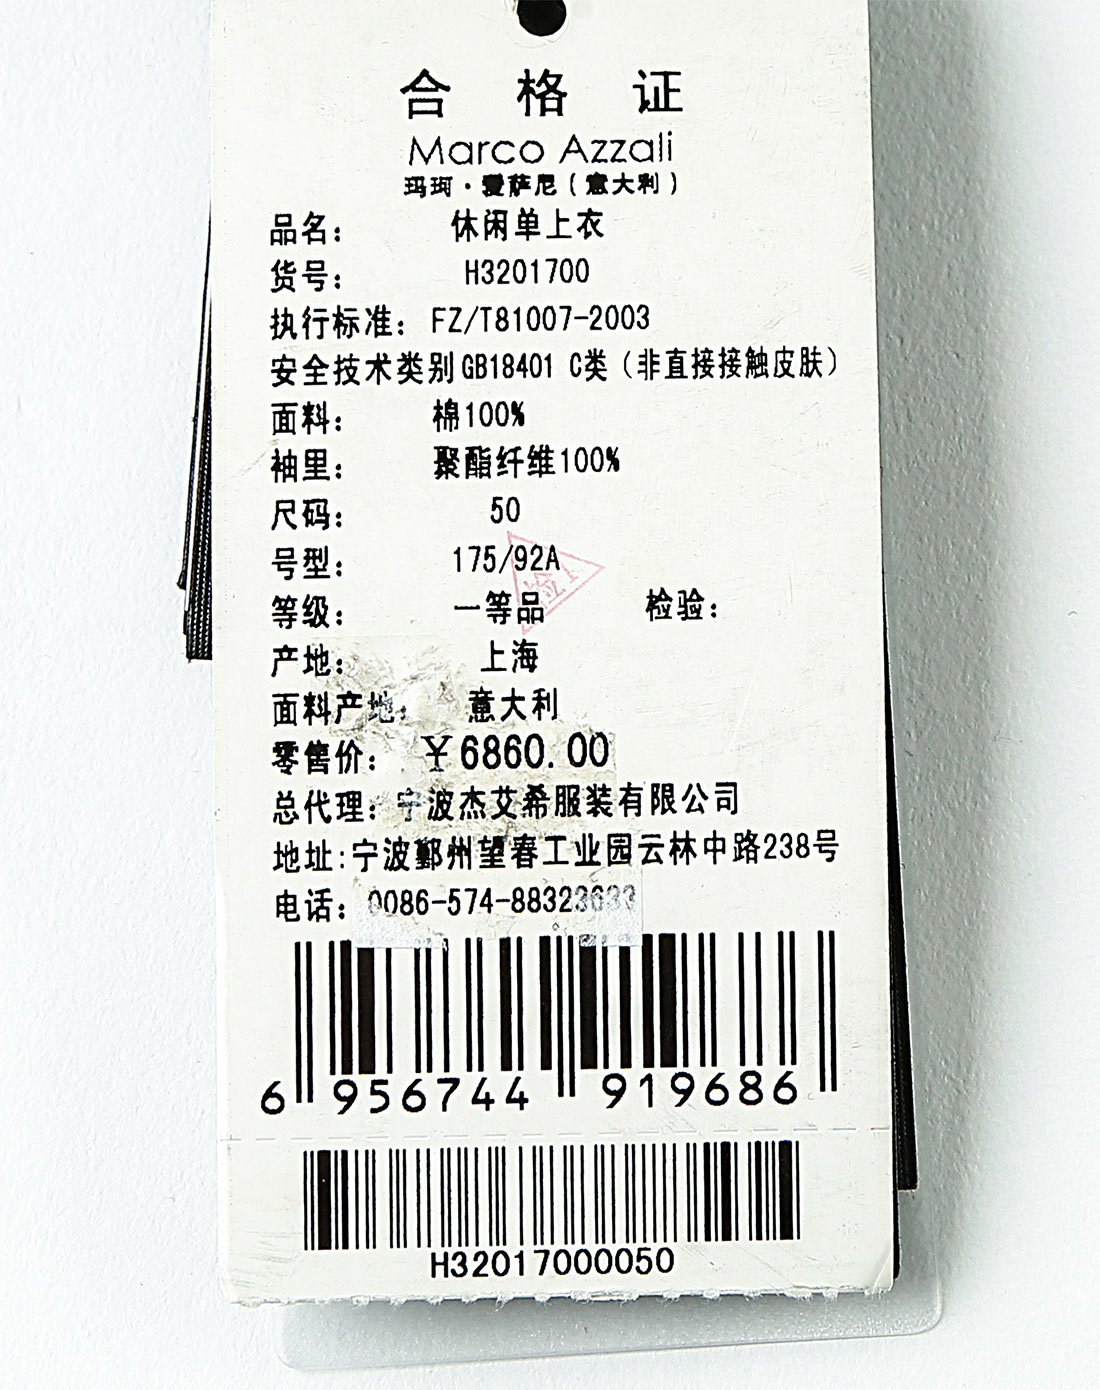 合格证
Marco Azzali
玛珂·爱萨尼(意大利)
品名: 休闲单上衣
货号: H3201700
执行标准: FZ/T81007-2003
安全技术类别 GB18401 C类(非直接接触皮肤)
面料: 棉100%
袖里: 聚酯纤维100%
尺码: 50
号型: 175/92A
等级: 一等品 检验:
产地: 上海
面料产地: 意大利
零售价: ¥6860.00
总代理: 宁波杰艾希服装有限公司
地址:宁波鄞州望春工业园云林中路238号
电话: 0086-574-88323633
6 956744 919686
H32017000050